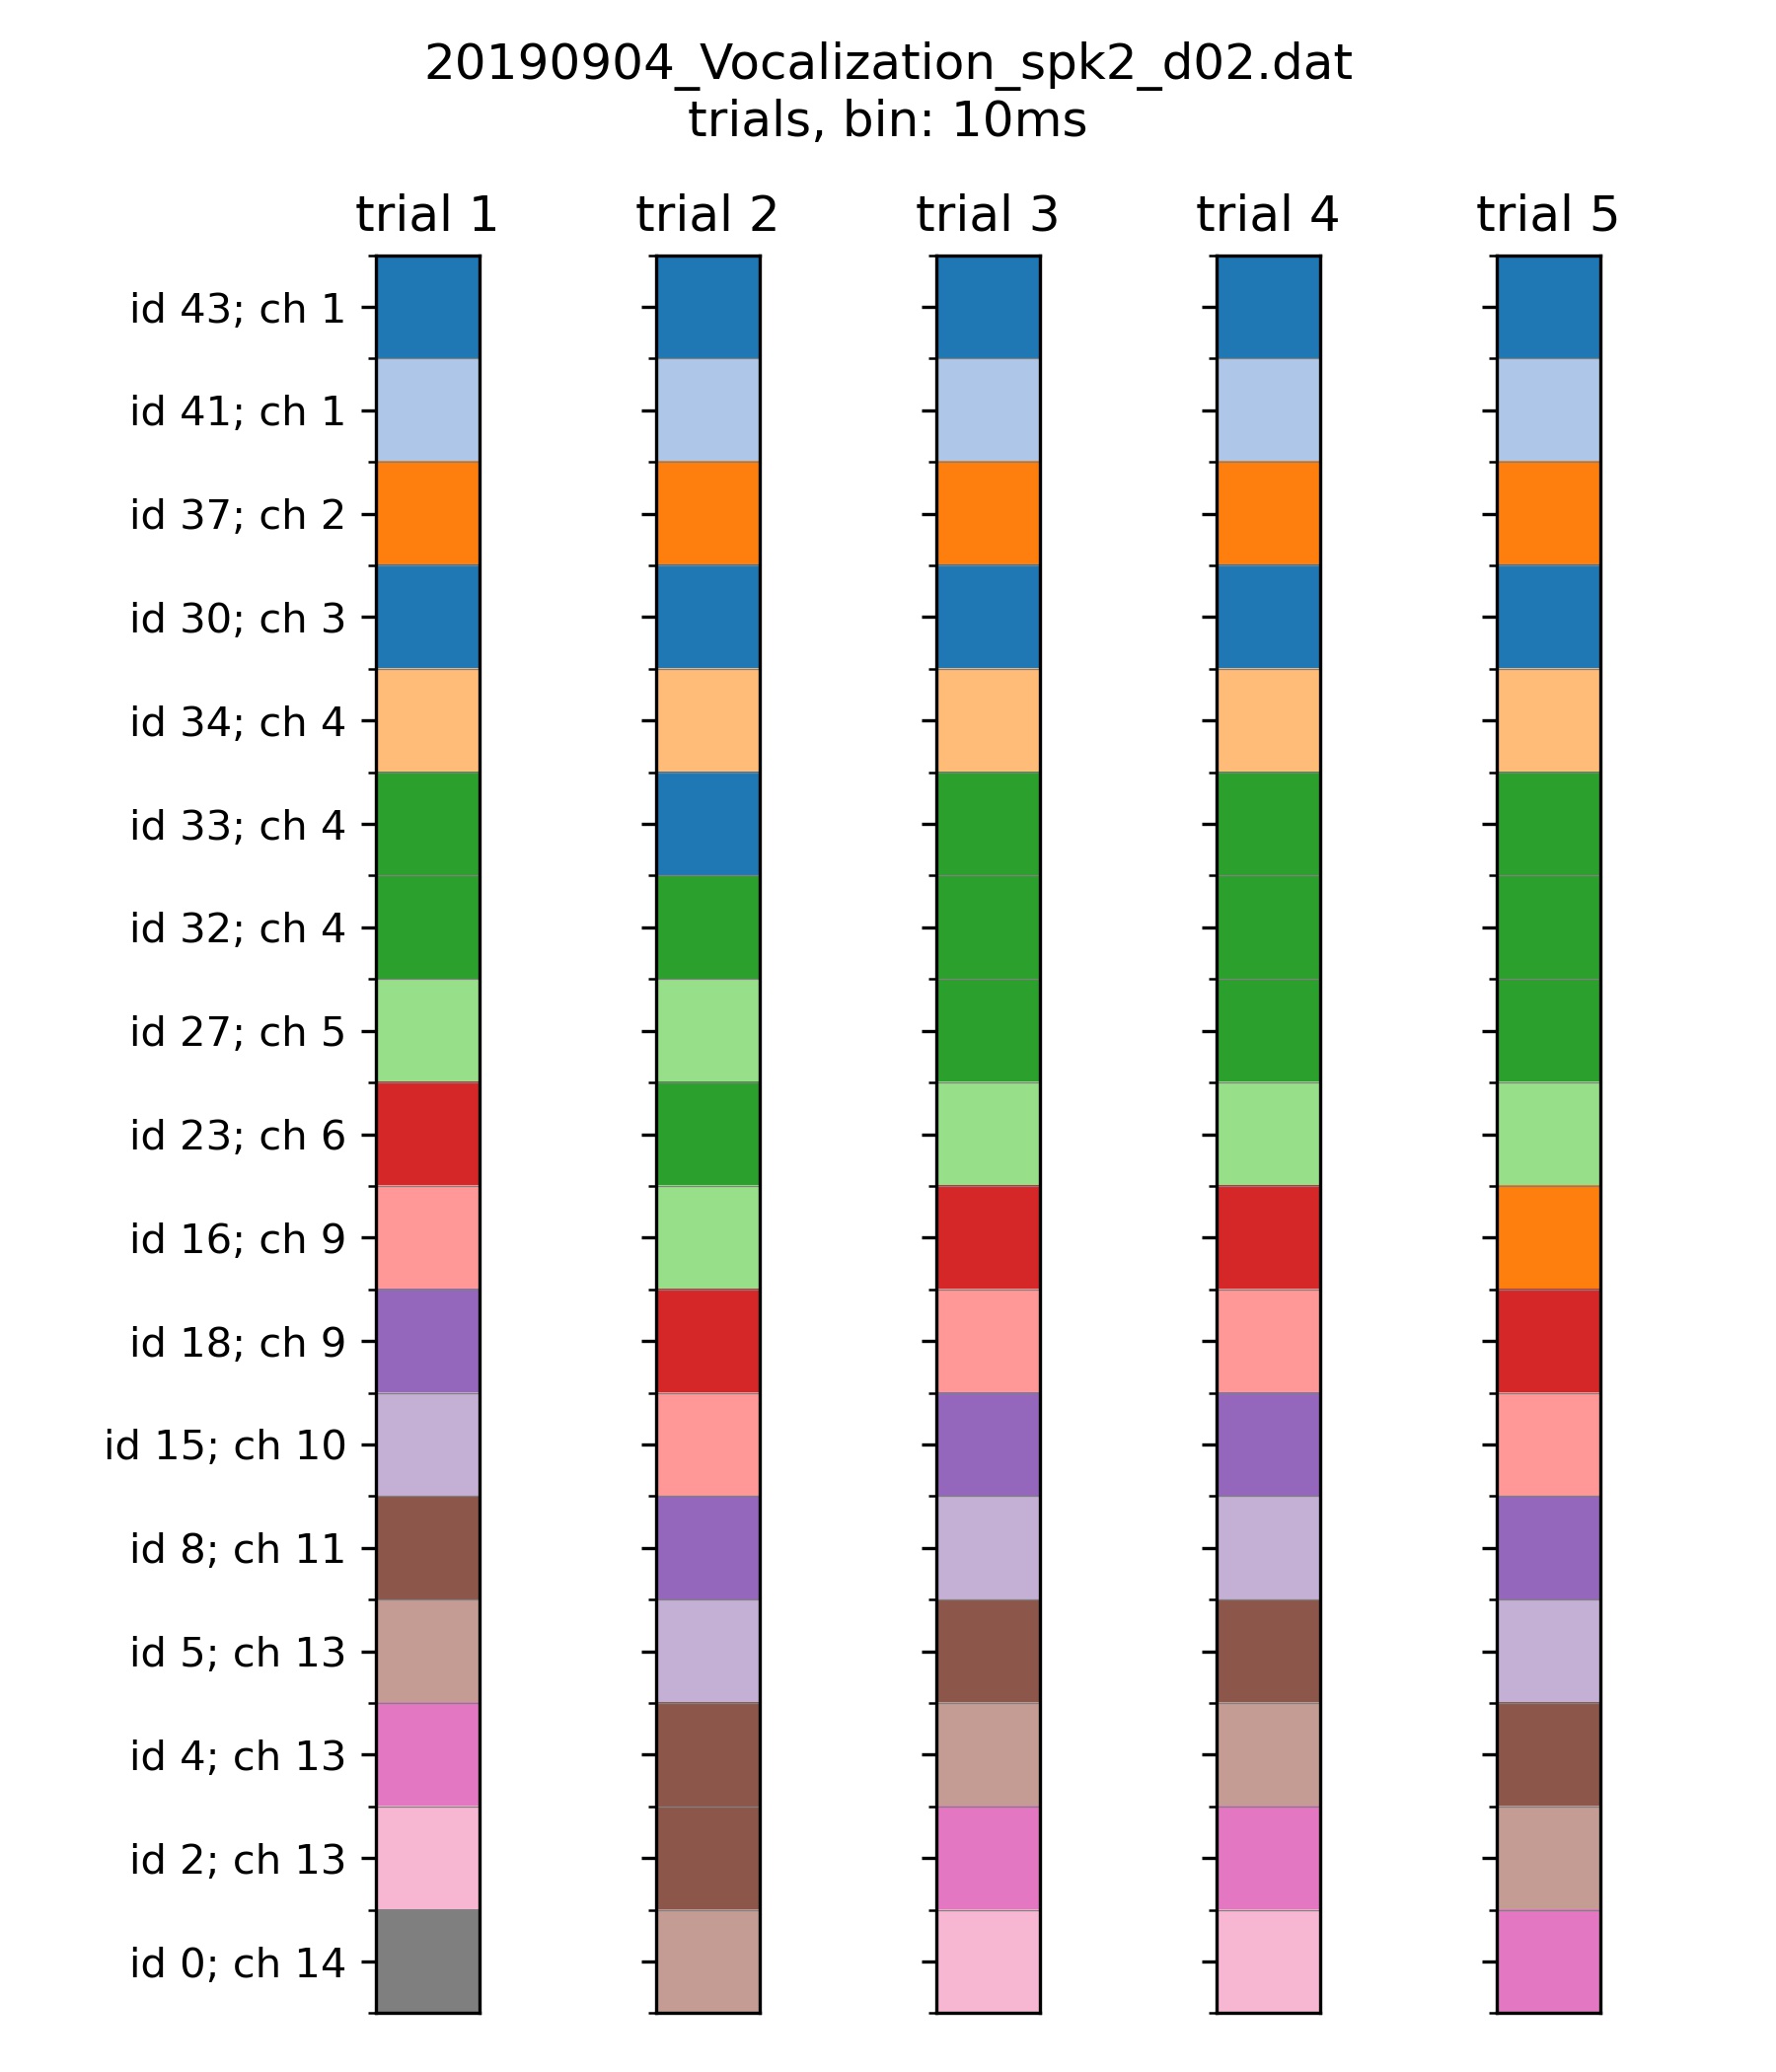 20190904_Vocalization_spk2_d02.dat
trials, bin: 10ms
trial 1 trial 2 trial 3 trial 4 trial 5
id 43; ch 1
id 41; ch 1
id 37; ch 2
id 30; ch 3
id 34; ch 4
id 33; ch 4
id 32; ch 4
id 27; ch 5
id 23; ch 6
id 16; ch 9
id 18; ch 9
id 15; ch 10
id 8; ch 11
id 5; ch 13
id 4; ch 13
id 2; ch 13
id 0; ch 14